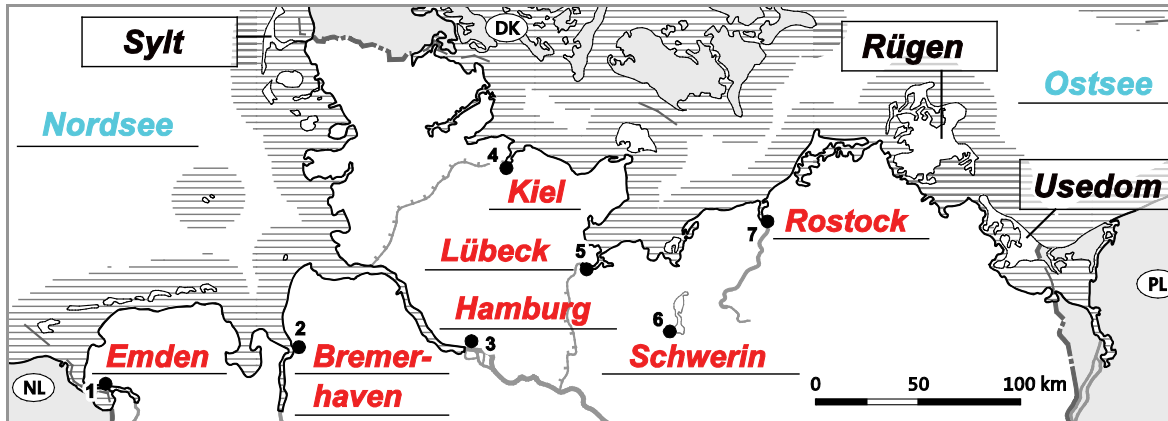 DK
Sylt
Rügen
Ostsee
Nordsee
4
Kiel
Usedom
7
Rostock
Lübeck
5
PL
Hamburg
6
2
3
Emden
Bremer-
haven
Schwerin
NL
1
0 50 100 km